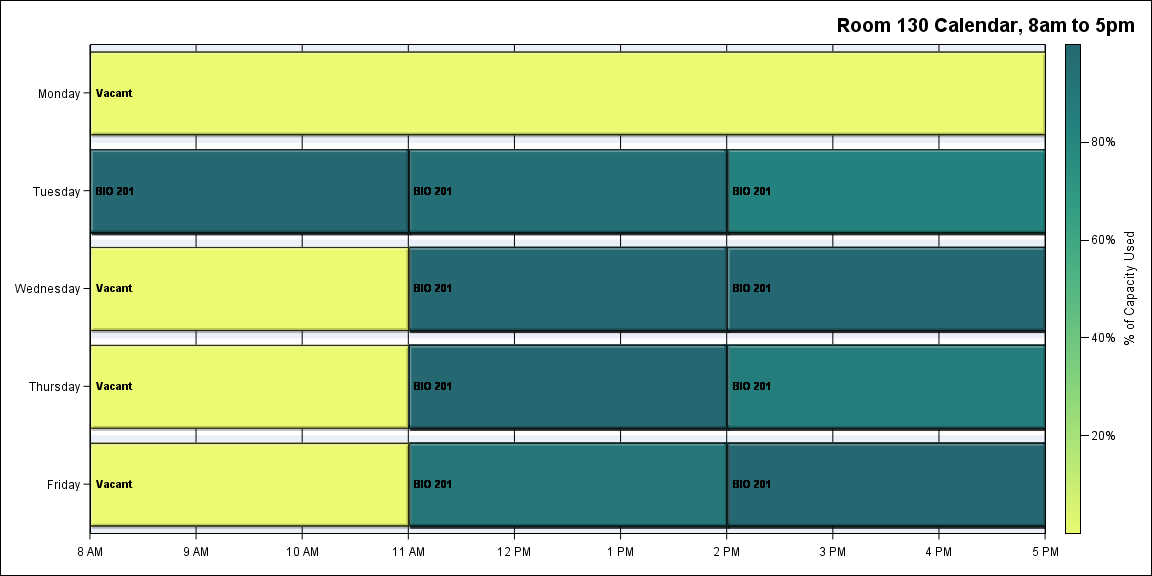 Room 130 Calendar, 8am to 5pm
Monday
Vacant
Tuesday
BIO 201
BIO 201
BIO 201
Wednesday
Vacant
BIO 201
BIO 201
Thursday
Vacant
BIO 201
BIO 201
Friday
Vacant
BIO 201
BIO 201
8 AM 9 AM 10 AM 11 AM 12 PM 1 PM 2 PM 3 PM 4 PM 5 PM
80%
60%
40%
20%
% of Capacity Used